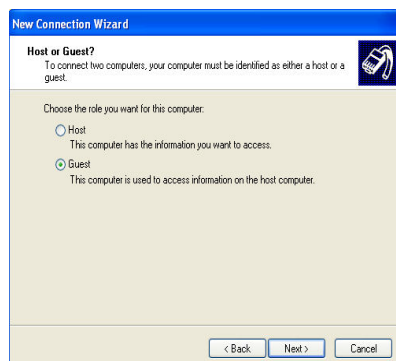 New Connection Wizard
Host or Guest?
To connect two computers, your computer must be identified as either a host or a
guest.
Choose the role you want for this computer:
Host
This computer has the information you want to access.
Guest
This computer is used to access information on the host computer.
< Back
Next >
Cancel